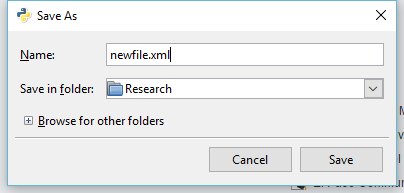 Save As
Name:
newfile.xml
Save in folder:
Research
Browse for other folders
Cancel
Save